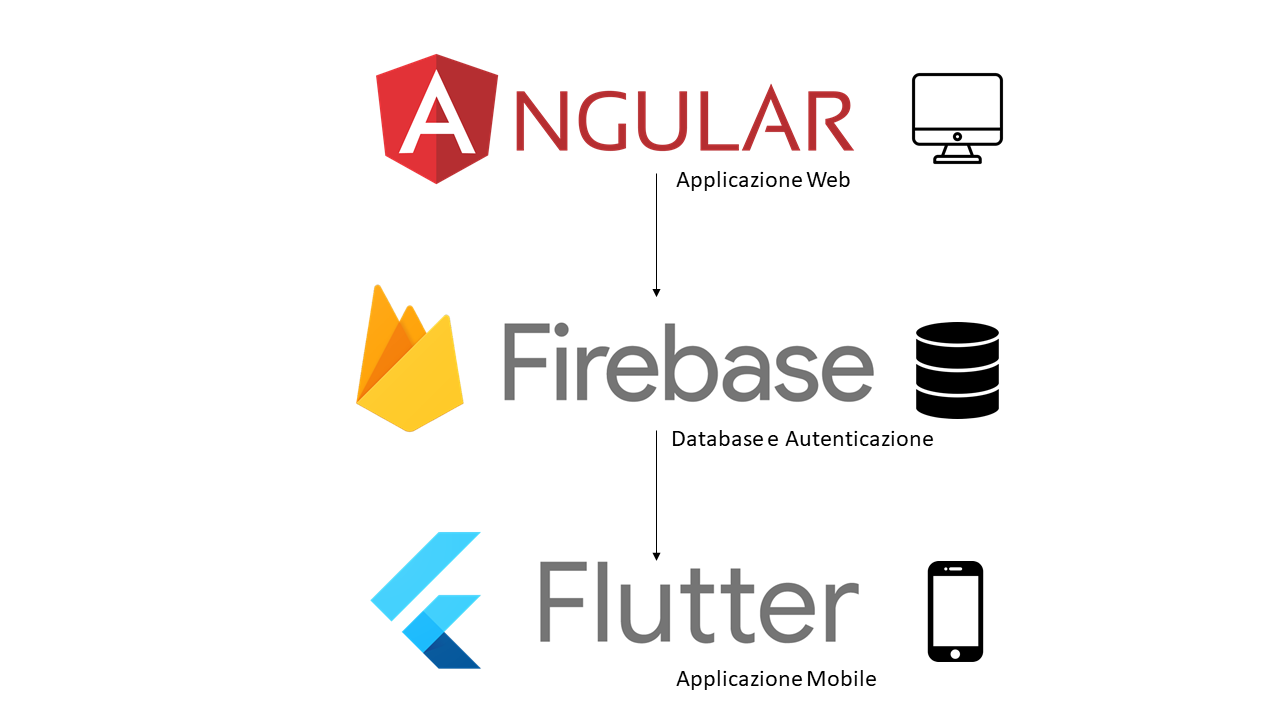 ANGULAR
Applicazione Web
Firebase
Database e Autenticazione
Flutter
Applicazione Mobile